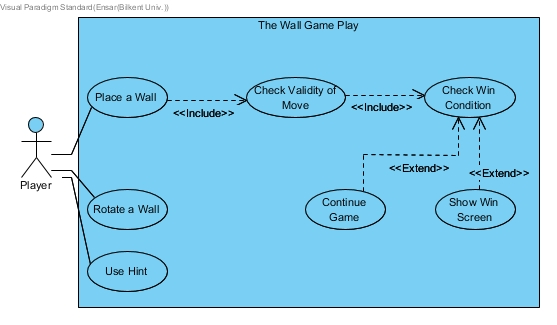 Visual Paradigm Standard(Ensar(Bilkent Univ.))
The Wall Game Play
Place a Wall
<<Include>>
Check Validity of
Move
<<Include>>
Check Win
Condition
<<Extend>>
<<Extend>>
Player
Rotate a Wall
Continue
Game
Show Win
Screen
Use Hint